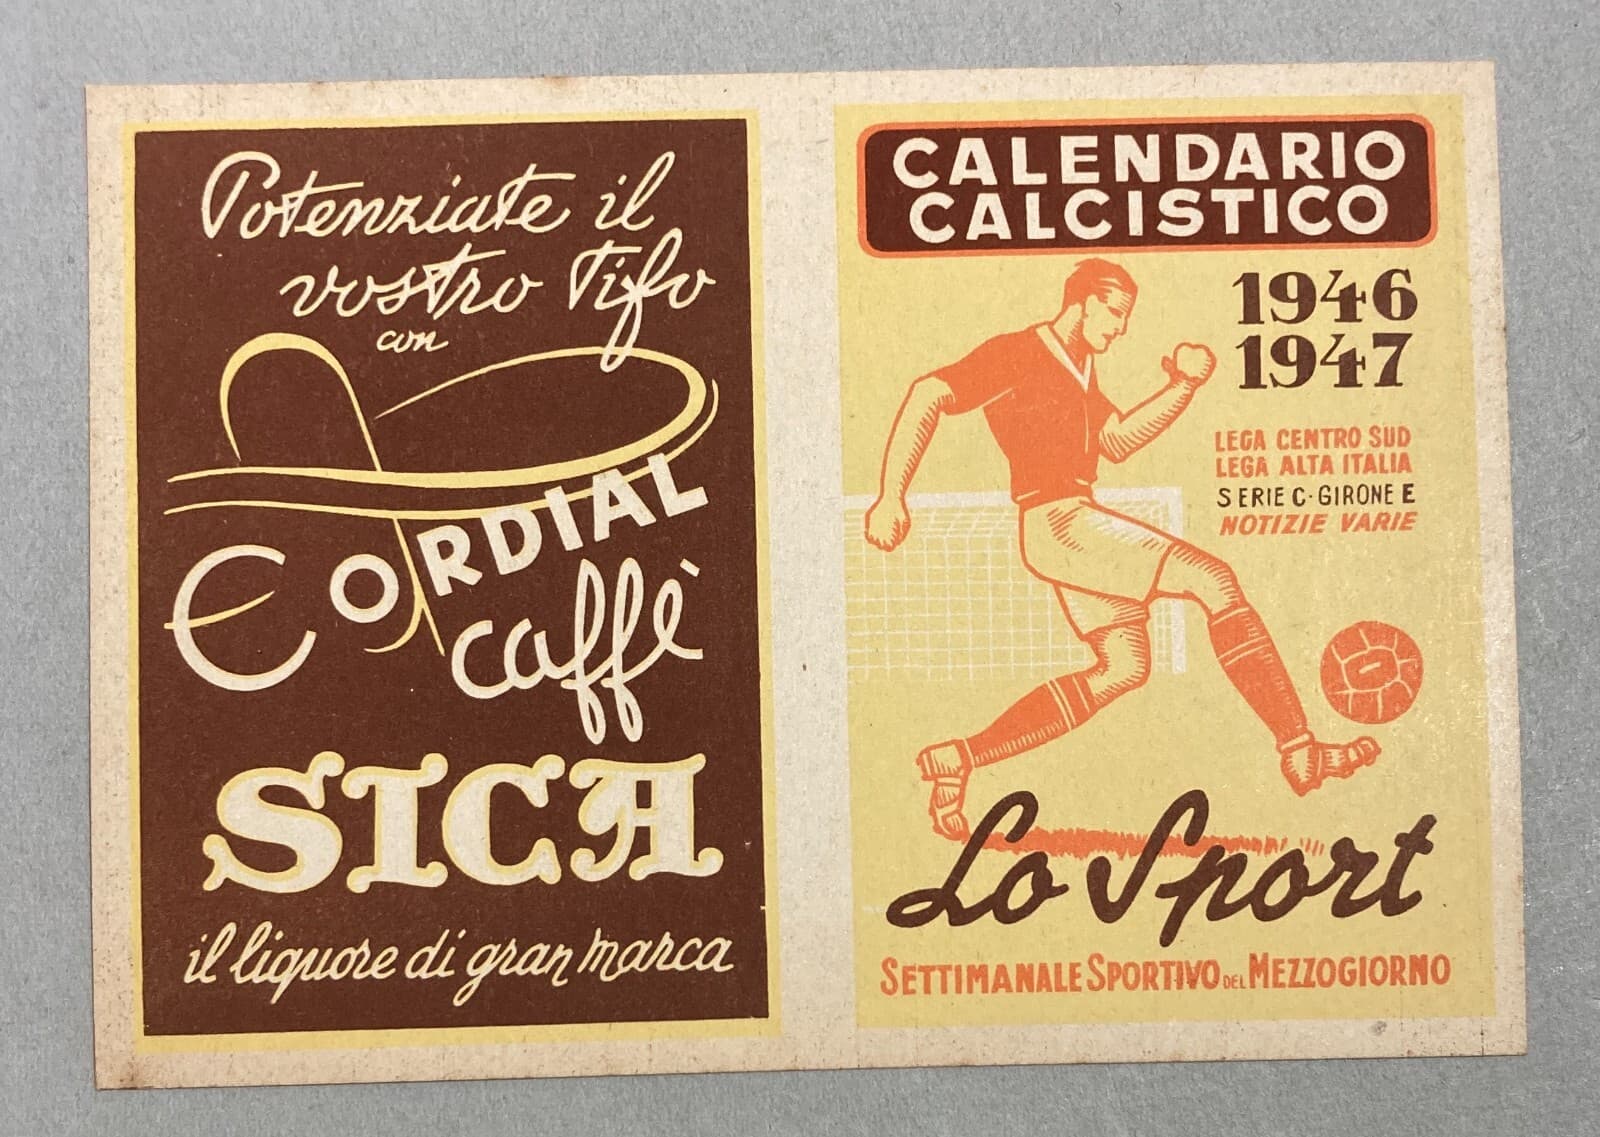 Potenziate il
vostro tifo
con
CORDIAL
caffè
SICA
il liquore di gran marca
CALENDARIO
CALCISTICO
1946
1947
LEGA CENTRO SUD
LEGA ALTA ITALIA
SERIE C·GIRONE E
NOTIZIE VARIE
Lo Sport
SETTIMANALE SPORTIVO DEL MEZZOGIORNO